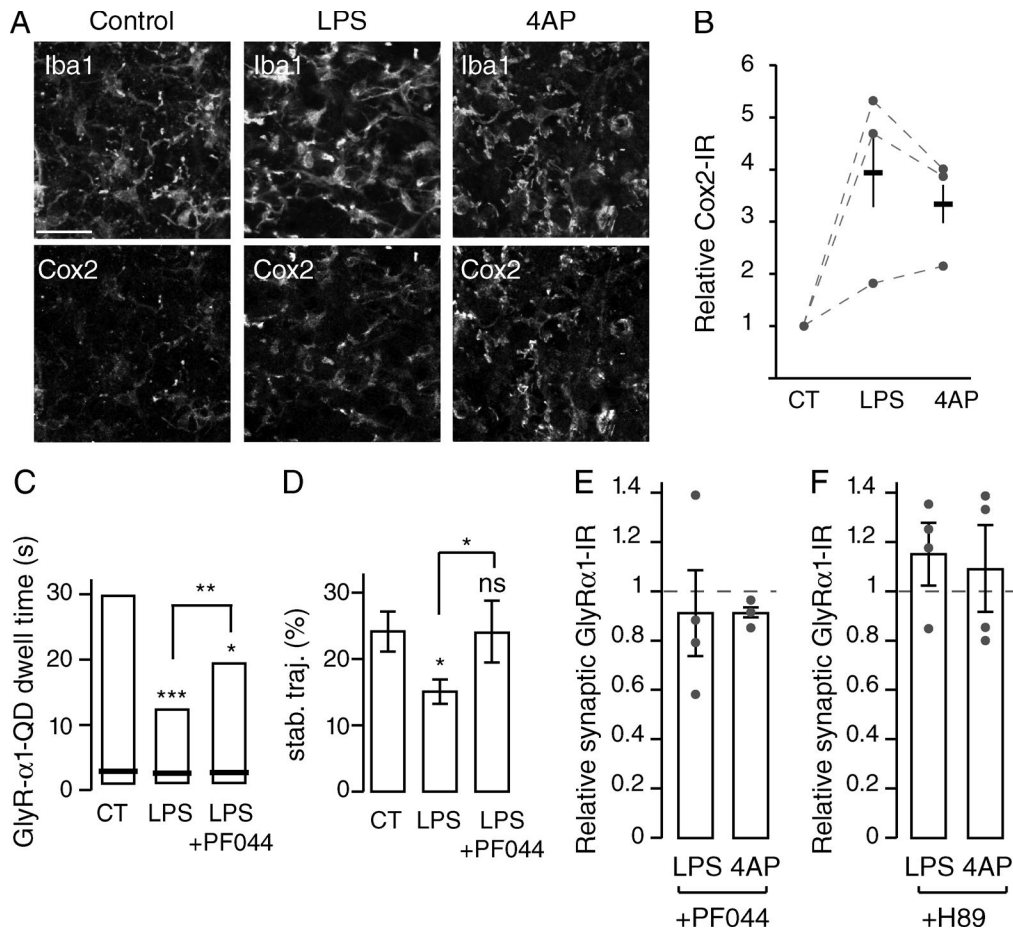 A
Control
LPS
4AP
Iba1
Iba1
Iba1
Cox2
Cox2
Cox2
B
Relative Cox2-IR
6
5
4
3
2
1
CT
LPS
4AP
C
GlyR-α1-QD dwell time (s)
30
20
10
0
***
**
*
CT
LPS
LPS
+PF044
D
stab. traj. (%)
30
20
10
0
*
*
ns
CT
LPS
LPS
+PF044
E
Relative synaptic GlyRα1-IR
1.4
1.2
1
0.8
0.6
0.4
0.2
0
LPS 4AP
+PF044
F
Relative synaptic GlyRα1-IR
1.4
1.2
1
0.8
0.6
0.4
0.2
0
LPS 4AP
+H89